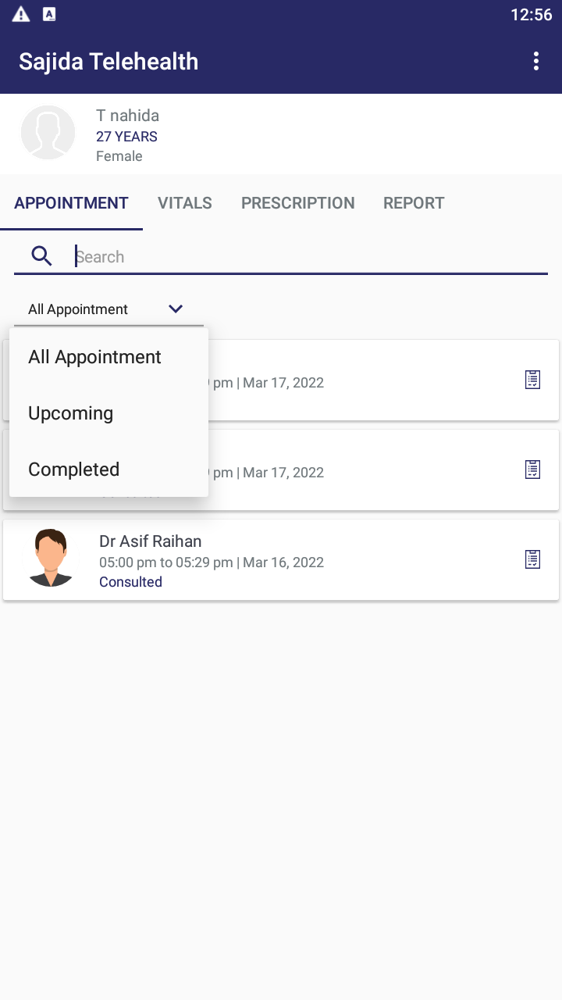 12:56
Sajida Telehealth
T nahida
27 YEARS
Female
APPOINTMENT VITALS PRESCRIPTION REPORT
Search
All Appointment
All Appointment
pm | Mar 17, 2022
Upcoming
Completed
pm | Mar 17, 2022
Dr Asif Raihan
05:00 pm to 05:29 pm | Mar 16, 2022
Consulted